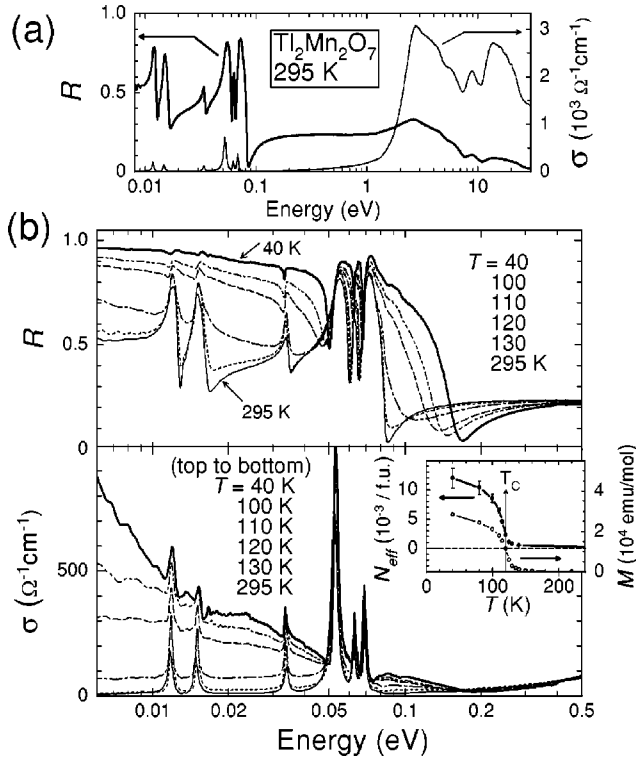 (a)
Tl2Mn2O7
295 K
R
1.0
0.5
0
3
2
1
0
σ (10³ Ω⁻¹cm⁻¹)
0.01
0.1
1
10
Energy (eV)
(b)
R
1.0
0.5
0
40 K
295 K
T = 40
100
110
120
130
295 K
(top to bottom)
T = 40 K
100 K
110 K
120 K
130 K
295 K
σ (Ω⁻¹cm⁻¹)
500
0
Neff (10⁻³ / f.u.)
10
5
0
TC
4
2
0
M (10⁴ emu/mol)
0
100
200
T (K)
0.01
0.02
0.05
0.1
0.2
0.5
Energy (eV)